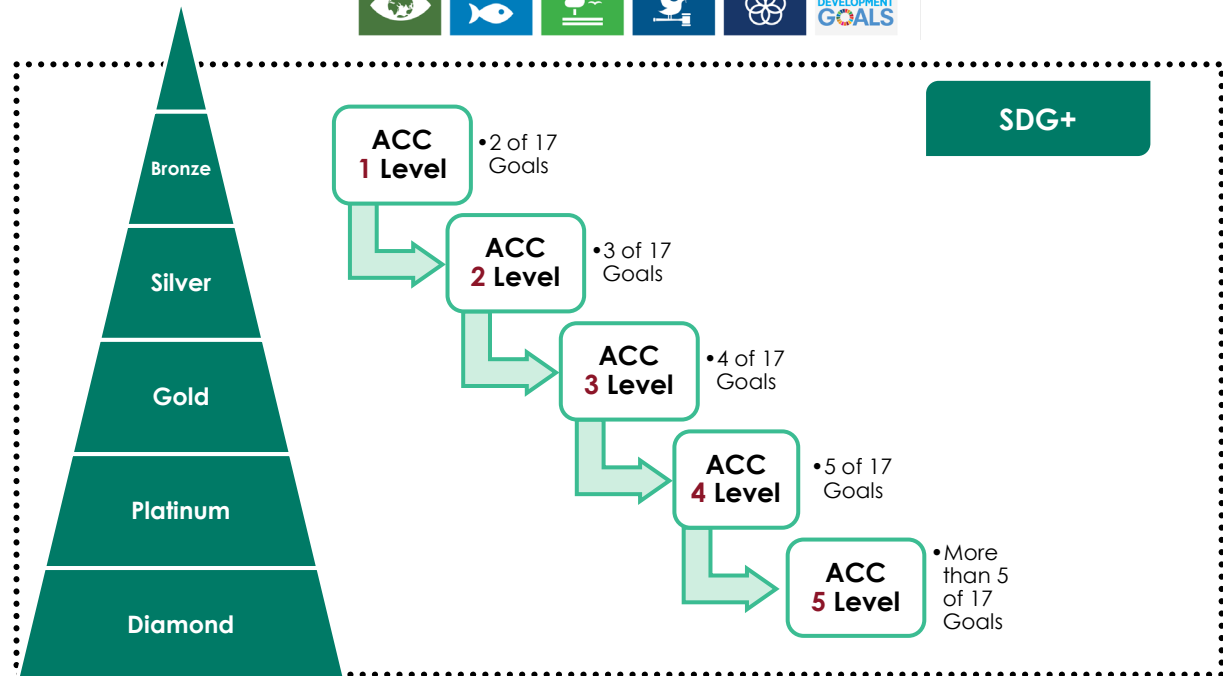 DEVELOPMENT
GOALS
SDG+
Bronze
Silver
Gold
Platinum
Diamond
ACC
1 Level
•2 of 17
Goals
ACC
2 Level
•3 of 17
Goals
ACC
3 Level
•4 of 17
Goals
ACC
4 Level
•5 of 17
Goals
ACC
5 Level
•More
than 5
of 17
Goals